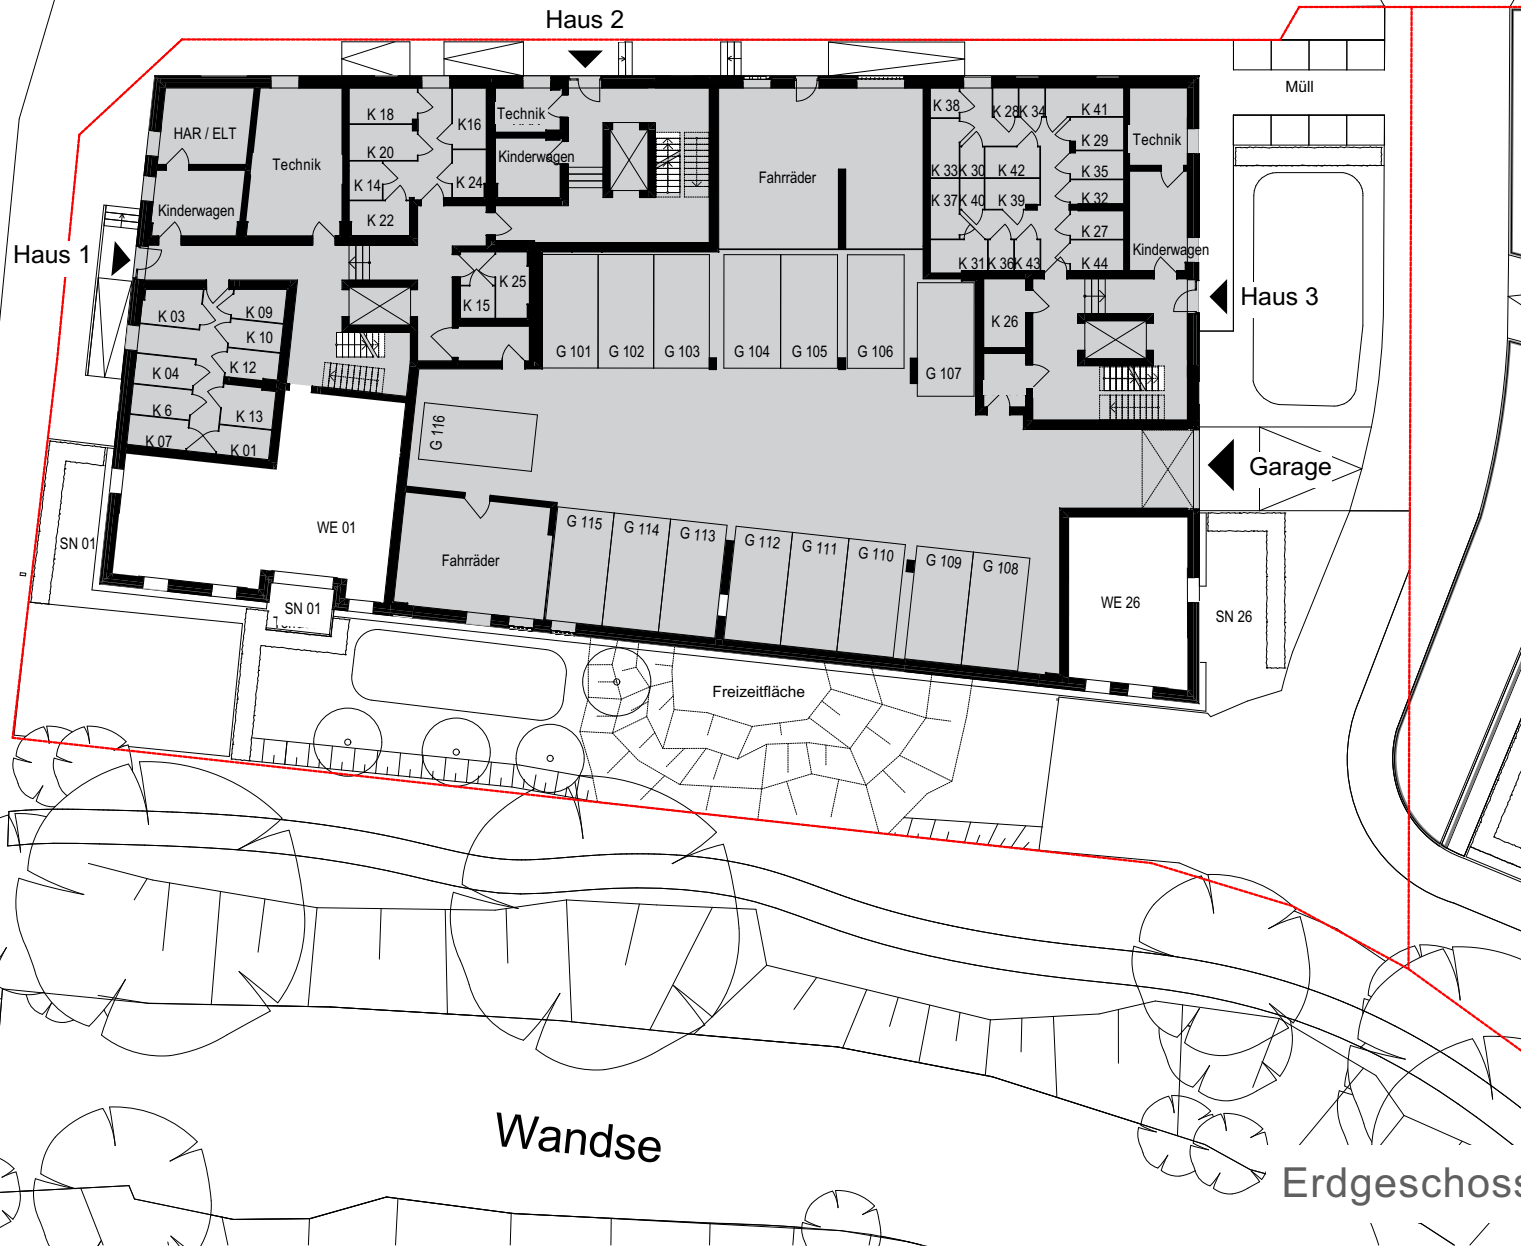 Haus 2
Müll
K 18
K16
Technik
K 38
K 28
K 34
K 41
HAR / ELT
Technik
K 20
Kinderwagen
Fahrräder
K 29
Technik
K 14
K 24
K 33
K 30
K 42
K 35
Kinderwagen
K 22
K 37
K 40
K 39
K 32
K 27
Kinderwagen
Haus 1
K 31
K 36
K 43
K 44
K 25
K 15
Haus 3
K 03
K 09
K 10
K 26
K 04
K 12
G 101
G 102
G 103
G 104
G 105
G 106
G 107
K 6
K 13
K 07
K 01
G 116
Garage
SN 01
WE 01
G 115
G 114
G 113
G 112
G 111
G 110
G 109
G 108
Fahrräder
SN 01
WE 26
SN 26
Freizeitfläche
Wandse
Erdgeschoss